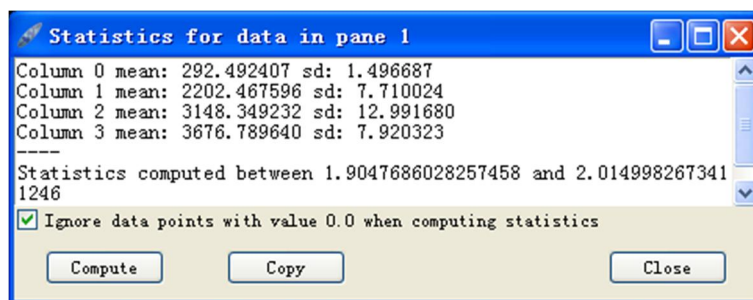 Statistics for data in pane 1
Column 0 mean: 292.492407 sd: 1.496687
Column 1 mean: 2202.467596 sd: 7.710024
Column 2 mean: 3148.349232 sd: 12.991680
Column 3 mean: 3676.789640 sd: 7.920323
----
Statistics computed between 1.9047686028257458 and 2.014998267341
1246
Ignore data points with value 0.0 when computing statistics
Compute Copy Close